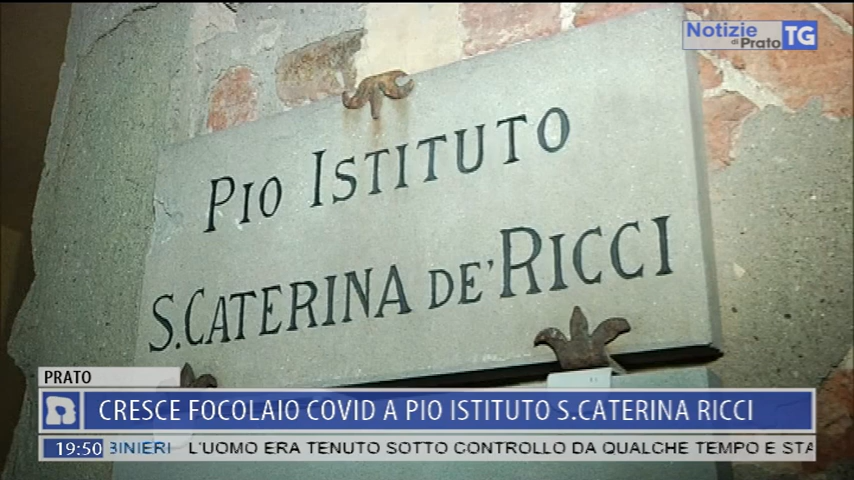 Notizie
di Prato TG
PIO ISTITUTO
S.CATERINA DE' RICCI
PRATO
CRESCE FOCOLAIO COVID A PIO ISTITUTO S.CATERINA RICCI
19:50 BINIERI L'UOMO ERA TENUTO SOTTO CONTROLLO DA QUALCHE TEMPO E STA